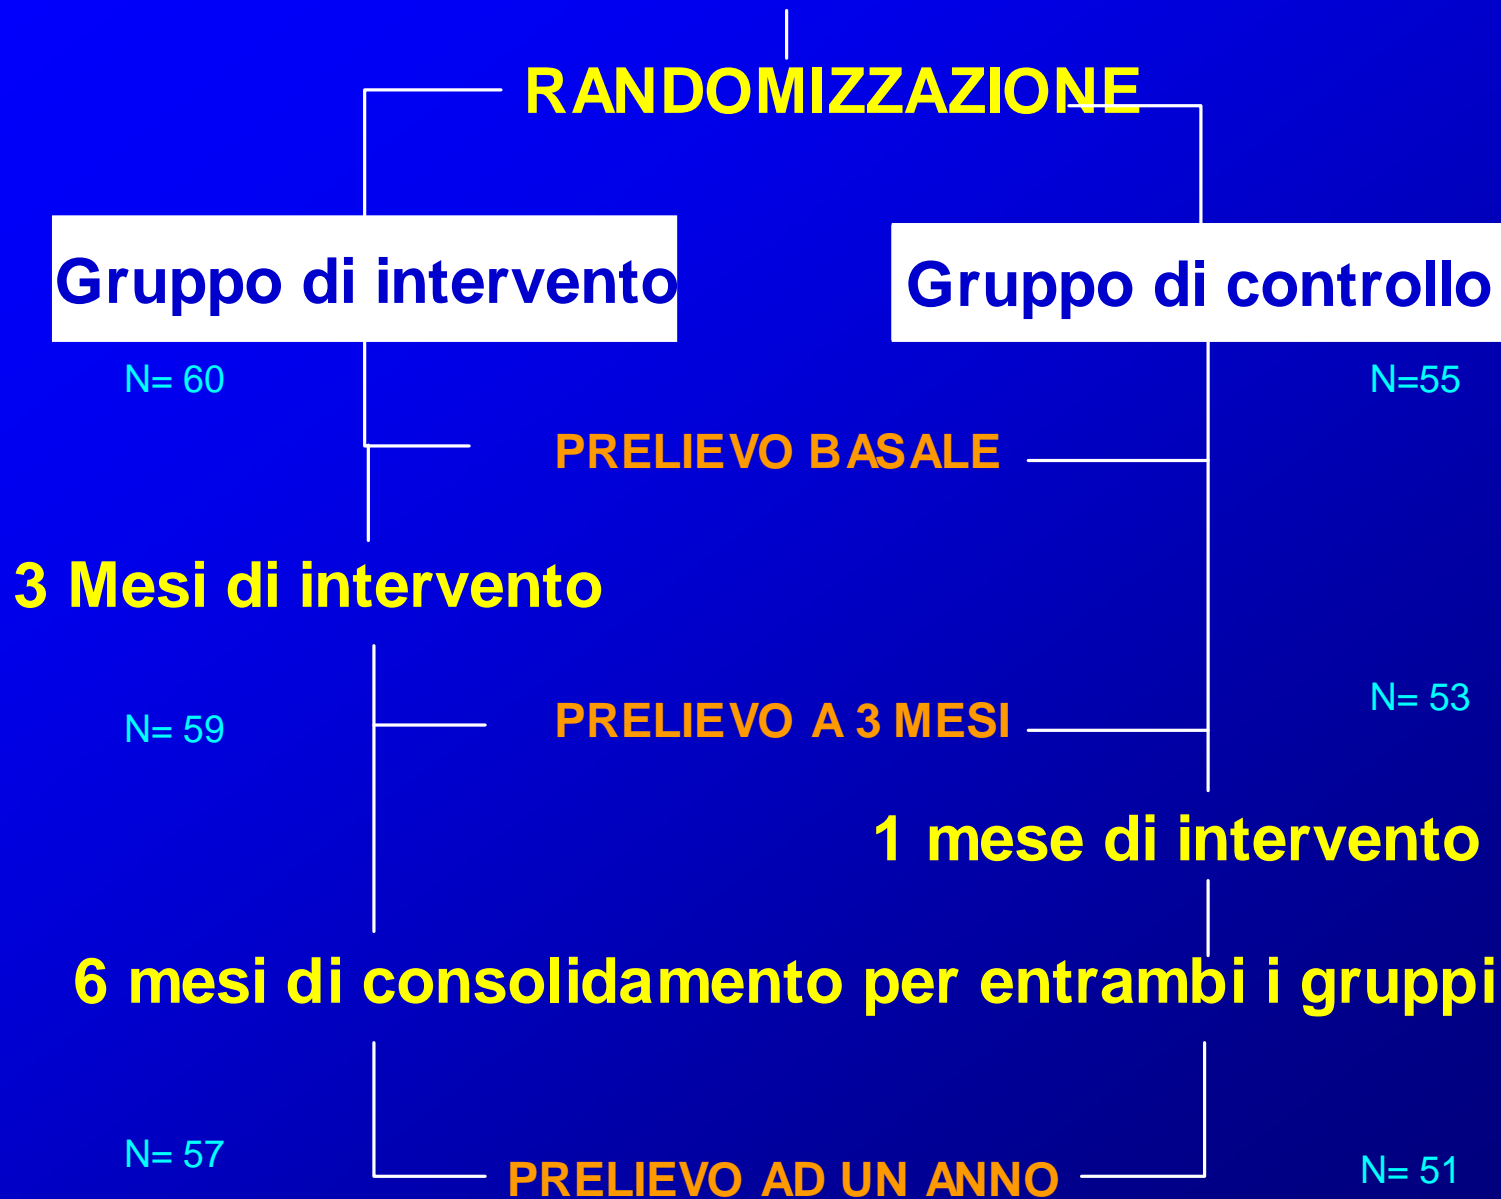 RANDOMIZZAZIONE
Gruppo di intervento
Gruppo di controllo
N= 60
N=55
PRELIEVO BASALE
3 Mesi di intervento
N= 59
PRELIEVO A 3 MESI
N= 53
1 mese di intervento
6 mesi di consolidamento per entrambi i gruppi
N= 57
PRELIEVO AD UN ANNO
N= 51